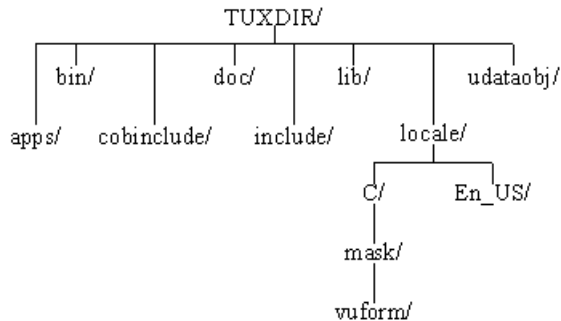 TUXDIR/
bin/ doc/ lib/ udataobj/
apps/ cobinclude/ include/ locale/
C/ En_US/
mask/
vuform/